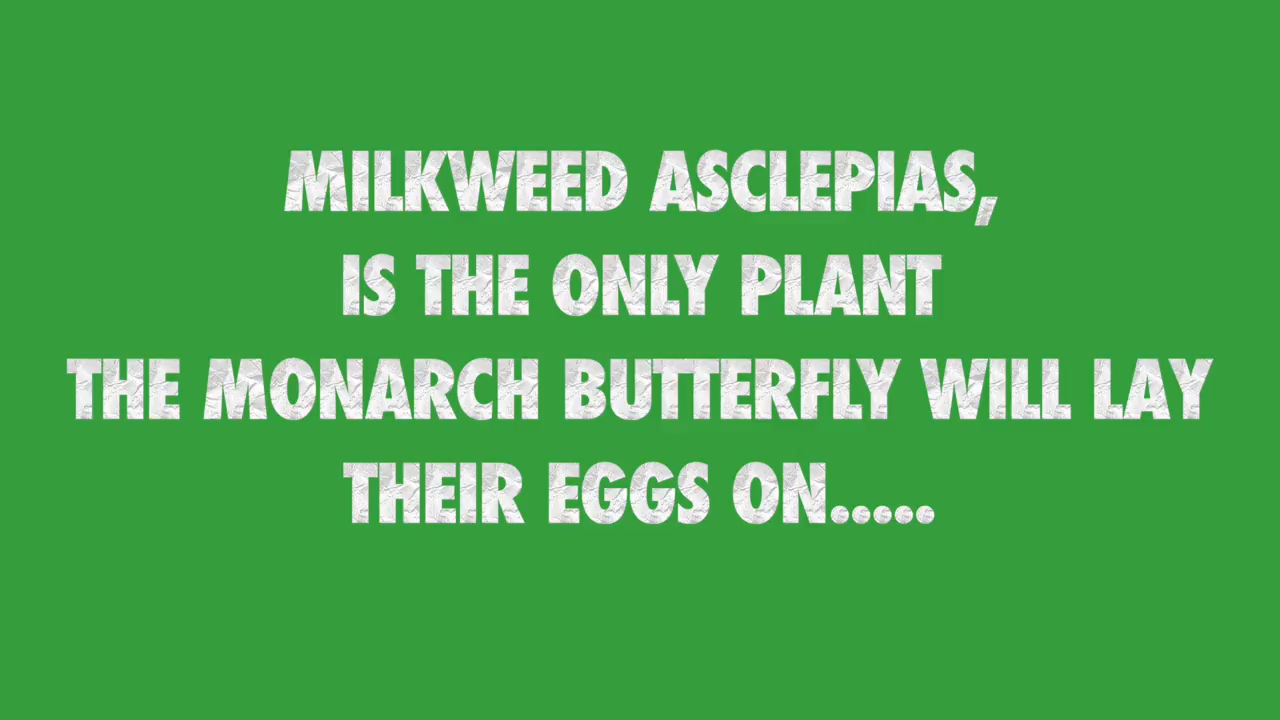 MILKWEED ASCLEPIAS,
IS THE ONLY PLANT
THE MONARCH BUTTERFLY WILL LAY
THEIR EGGS ON.....